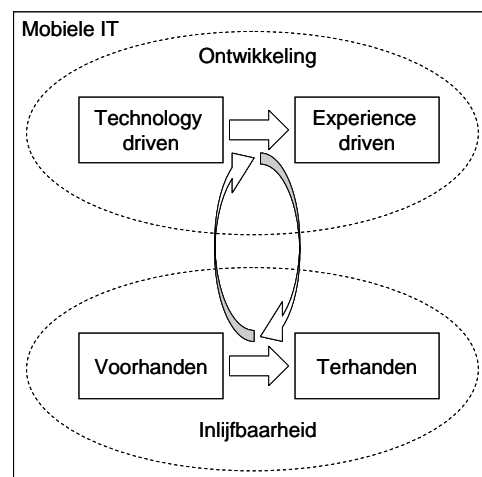 Mobiele IT
Ontwikkeling
Technology
driven
Experience
driven
Voorhanden
Terhanden
Inlijfbaarheid